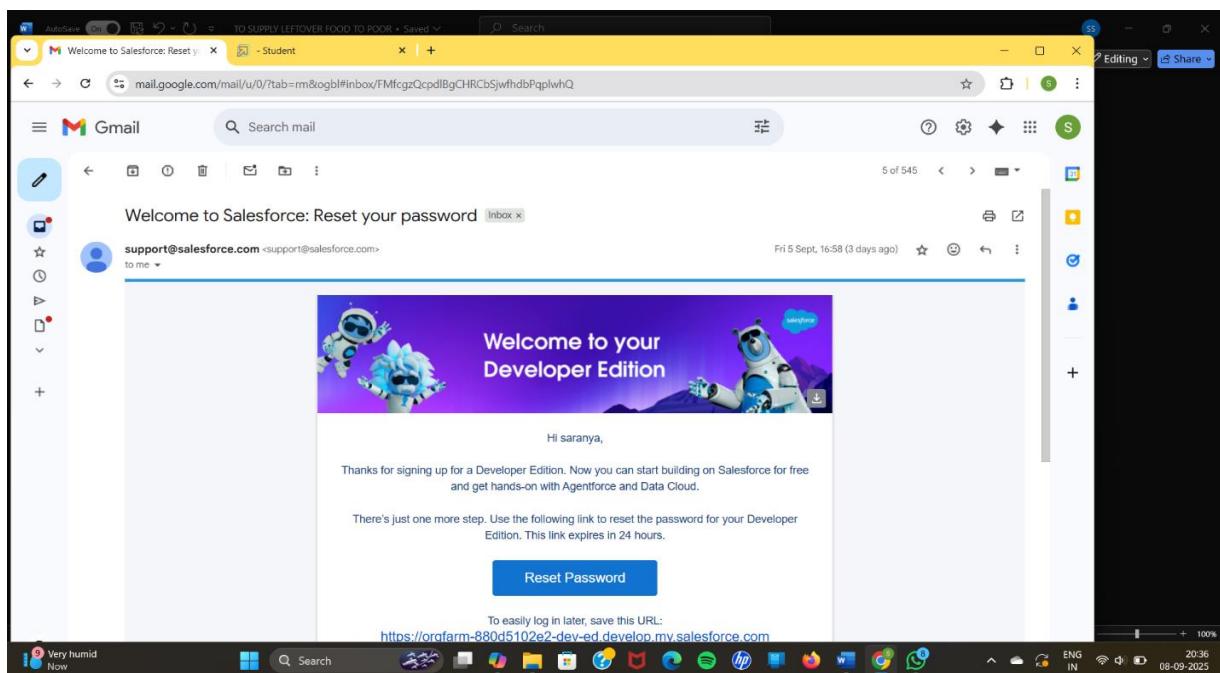 AutoSave On TO SUPPLY LEFTOVER FOOD TO POOR • Saved Search SS
Welcome to Salesforce: Reset y - Student
Editing Share
mail.google.com/mail/u/0/?tab=rm&ogbl#inbox/FMfcgzQcpdlBgCHRCbSjwfhdbPqplwhQ S
Gmail Search mail S
5 of 545
31
Welcome to Salesforce: Reset your password Inbox ×
support@salesforce.com <support@salesforce.com> Fri 5 Sept, 16:58 (3 days ago)
to me
salesforce
Welcome to your
Developer Edition
Hi saranya,
Thanks for signing up for a Developer Edition. Now you can start building on Salesforce for free
and get hands-on with Agentforce and Data Cloud.
There's just one more step. Use the following link to reset the password for your Developer
Edition. This link expires in 24 hours.
Reset Password
To easily log in later, save this URL:
https://orgfarm-880d5102e2-dev-ed.develop.my.salesforce.com
100%
9 Very humid
Now
Search
ENG
IN
20:36
08-09-2025